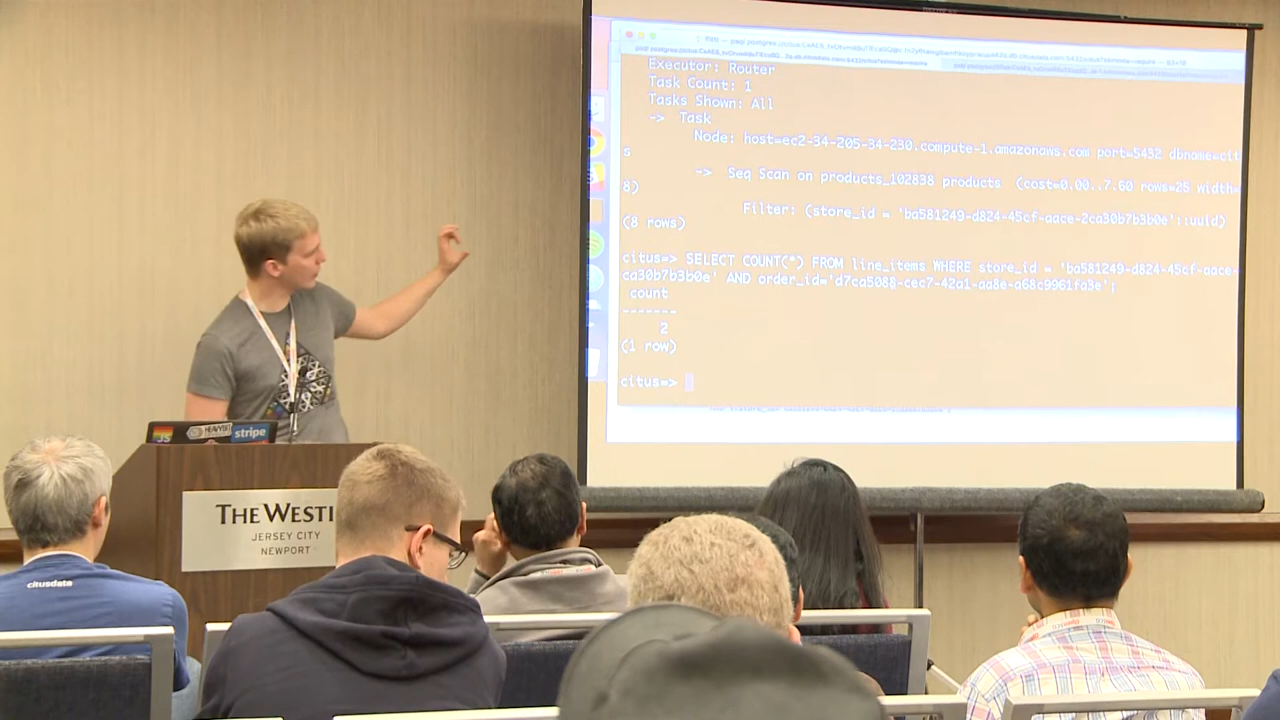 Executor: Router
Task Count: 1
Tasks Shown: All
-> Task
Node: host=ec2-34-205-34-230.compute-1.amazonaws.com port=5432 dbname=cit
s
-> Seq Scan on products_102838 products (cost=0.00..7.60 rows=25 width=
8)
Filter: (store_id = 'ba581249-d824-45cf-aace-2ca30b7b3b0e'::uuid)
(8 rows)
citus=> SELECT COUNT(*) FROM line_items WHERE store_id = 'ba581249-d824-45cf-aace-
ca30b7b3b0e' AND order_id='d7ca5088-cec7-42a1-aa8e-a68c9961fa3e';
count
-------
2
(1 row)
citus=>
JS
HEAVYBIT
stripe
THE WESTI
JERSEY CITY
NEWPORT
citusdata